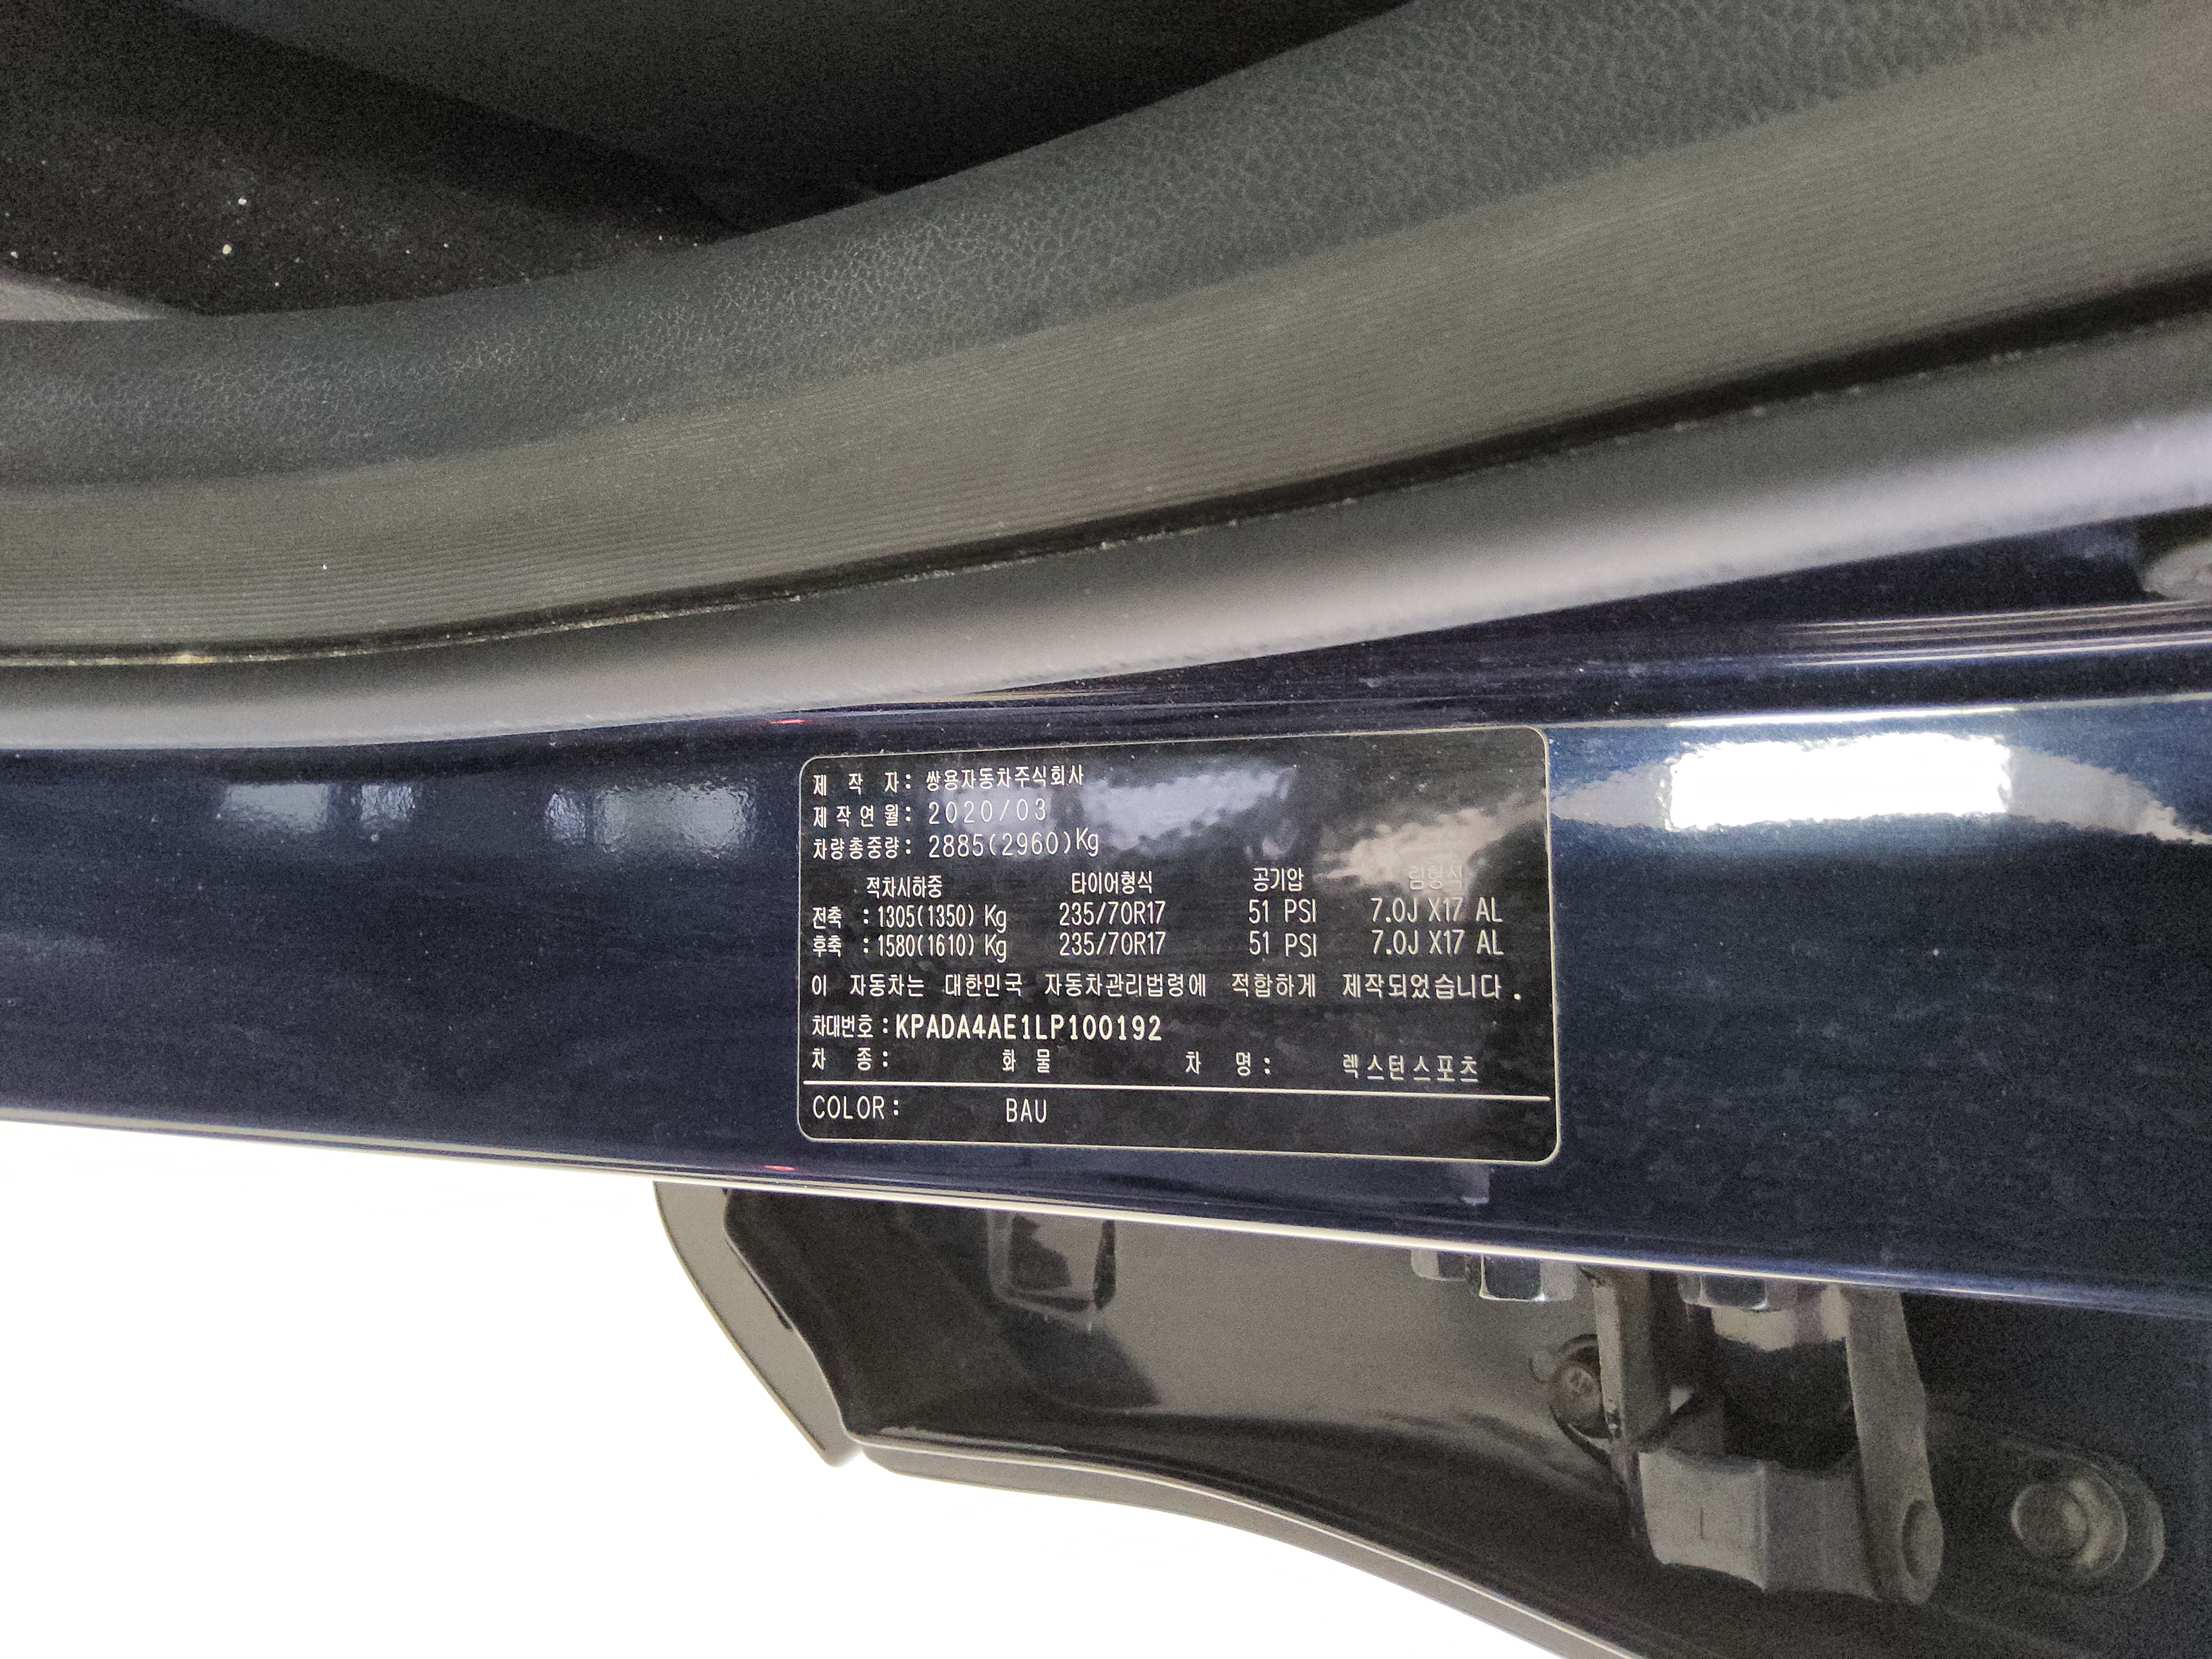 제 작 자: 쌍용자동차주식회사
제작연월: 2020/03
차량총중량: 2885(2960)Kg
적차시하중 타이어형식 공기압 림형식
전축 : 1305(1350) Kg 235/70R17 51 PSI 7.0J X17 AL
후축 : 1580(1610) Kg 235/70R17 51 PSI 7.0J X17 AL
이 자동차는 대한민국 자동차관리법령에 적합하게 제작되었습니다.
차대번호: KPADA4AE1LP100192
차 종: 화 물 차 명: 렉스턴스포츠
COLOR: BAU